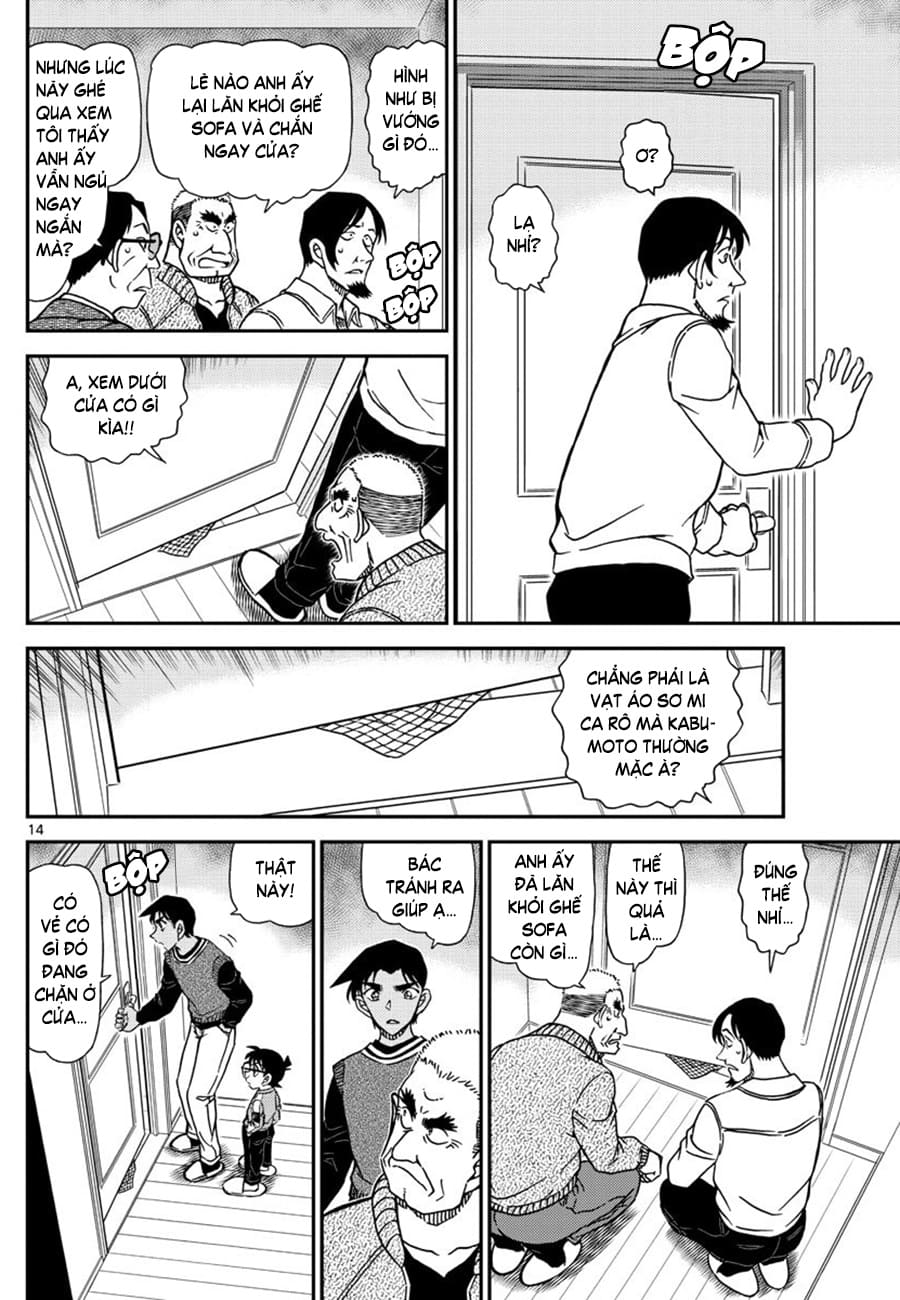 BỘP
Ơ?
LẠ
NHỈ?
HÌNH
NHƯ BỊ
VƯỚNG
GÌ ĐÓ...
LẼ NÀO ANH ẤY
LẠI LĂN KHỎI GHẾ
SOFA VÀ CHẮN
NGAY CỬA?
NHƯNG LÚC
NÃY GHÉ
QUA XEM
TÔI THẤY
ANH ẤY
VẪN NGỦ
NGAY
NGẮN
MÀ?
BỘP
BỘP
A, XEM DƯỚI
CỬA CÓ GÌ
KÌA!!
CHẲNG PHẢI LÀ
VẠT ÁO SƠ MI
CA RÔ MÀ KABU-
MOTO THƯỜNG
MẶC À?
14
ĐÚNG
THẾ
NHỈ...
THẾ
NÀY THÌ
QUẢ
LÀ...
ANH ẤY
ĐÃ LĂN
KHỎI GHẾ
SOFA
CÒN GÌ...
BÁC
TRÁNH RA
GIÚP Ạ...
THẬT
NÀY!
BỘP
CÓ
VẺ CÓ
GÌ ĐÓ
ĐANG
CHẶN Ở
CỬA...